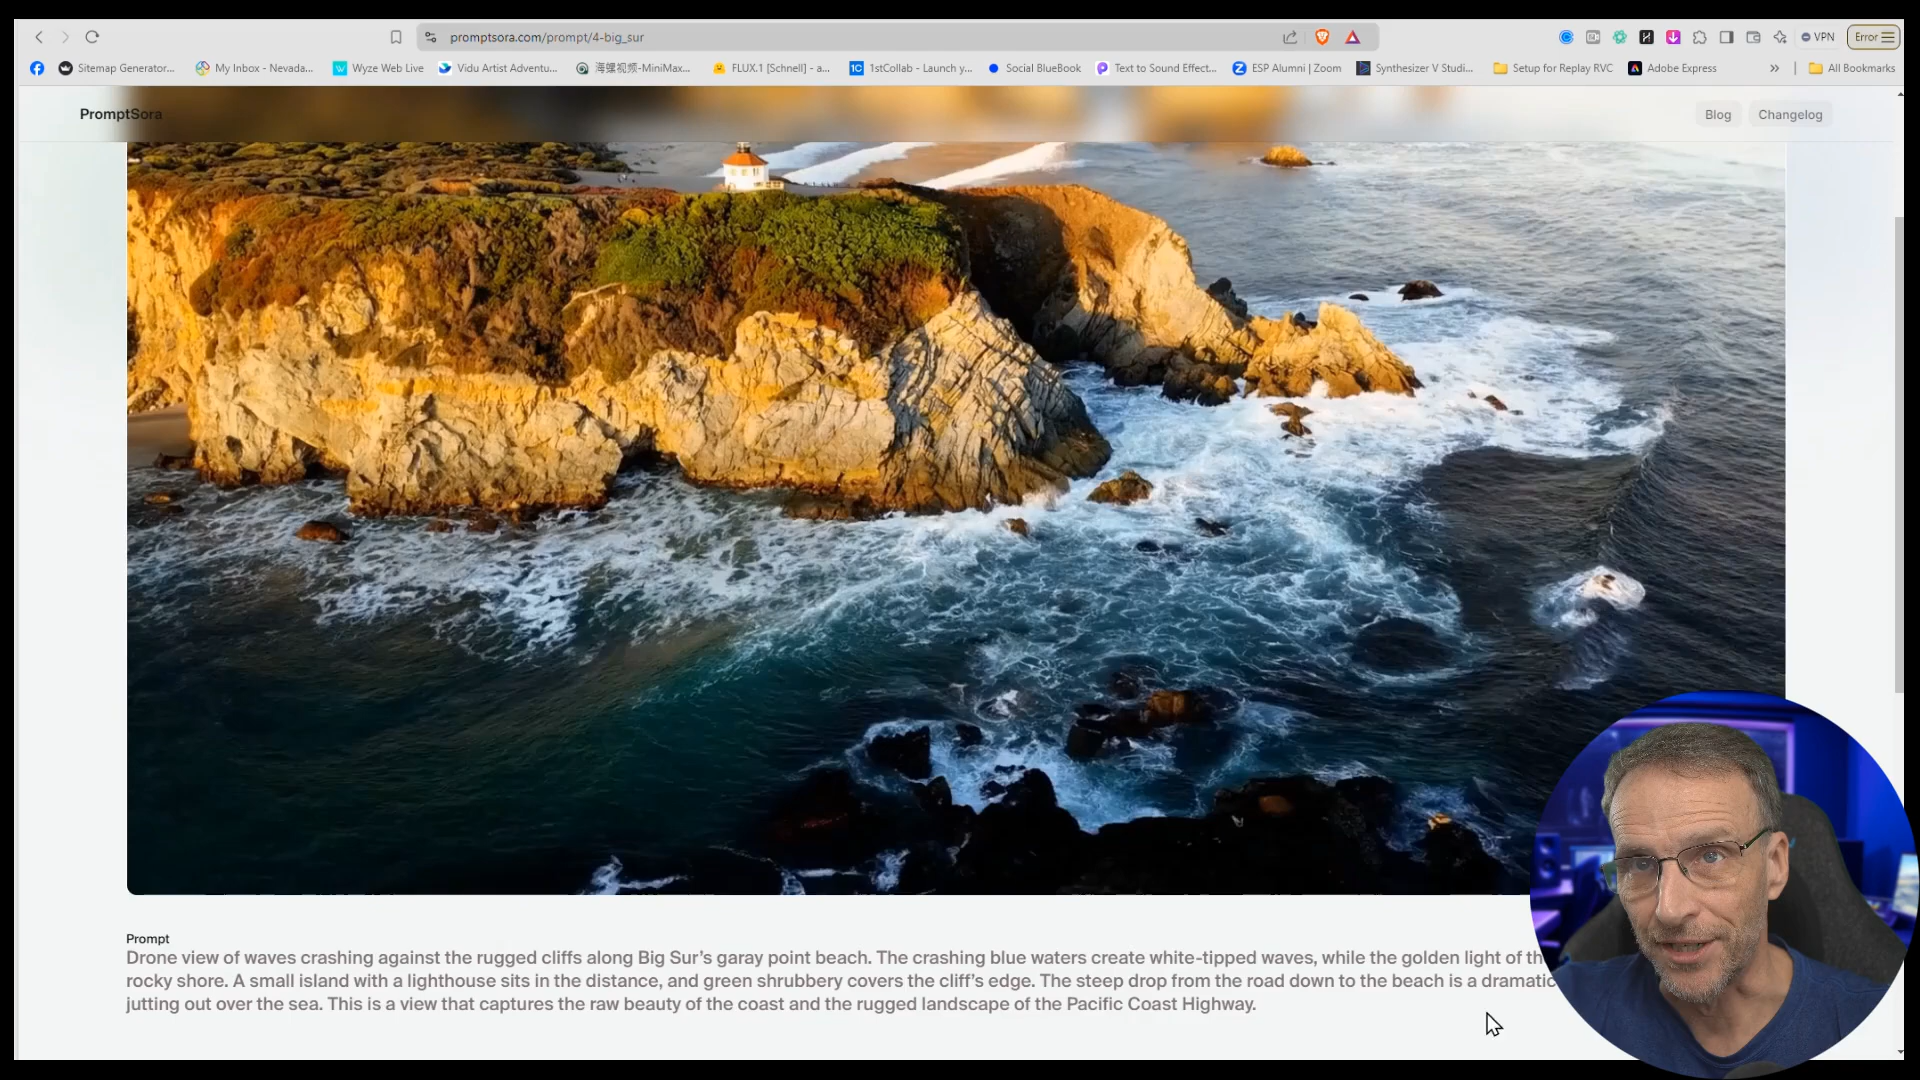 promptsora.com/prompt/4-big_sur
VPN
Error
Sitemap Generator...
My Inbox - Nevada...
Wyze Web Live
Vidu Artist Adventu...
海螺视频-MiniMax...
FLUX.1 [Schnell] - a...
1stCollab - Launch y...
Social BlueBook
Text to Sound Effect...
ESP Alumni | Zoom
Synthesizer V Studi...
Setup for Replay RVC
Adobe Express
All Bookmarks
PromptSora
Blog
Changelog
Prompt
Drone view of waves crashing against the rugged cliffs along Big Sur’s garay point beach. The crashing blue waters create white-tipped waves, while the golden light of
rocky shore. A small island with a lighthouse sits in the distance, and green shrubbery covers the cliff’s edge. The steep drop from the road down to the beach is a dramatic
jutting out over the sea. This is a view that captures the raw beauty of the coast and the rugged landscape of the Pacific Coast Highway.